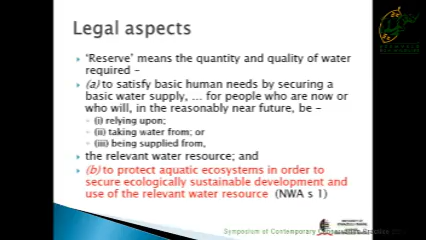 Legal aspects
‘Reserve’ means the quantity and quality of water
required –
(a) to satisfy basic human needs by securing a
basic water supply, … for people who are now or
who will, in the reasonably near future, be –
(i) relying upon;
(ii) taking water from; or
(iii) being supplied from,
the relevant water resource; and
(b) to protect aquatic ecosystems in order to
secure ecologically sustainable development and
use of the relevant water resource (NWA s 1)
Symposium of Contemporary Conservation Practice